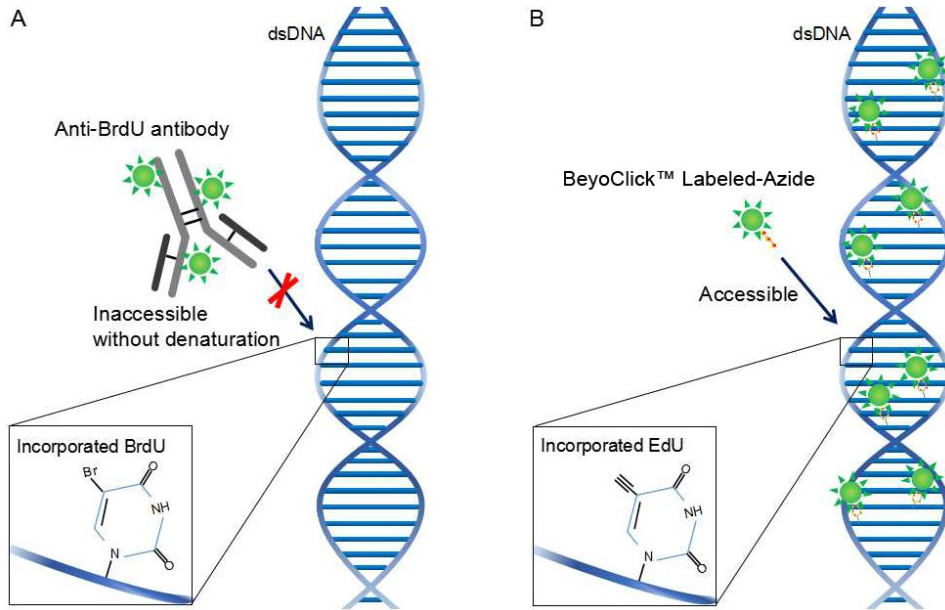 A
dsDNA
Anti-BrdU antibody
Inaccessible
without denaturation
Incorporated BrdU
Br
O
NH
N
O
B
dsDNA
BeyoClick™ Labeled-Azide
Accessible
Incorporated EdU
O
NH
N
O